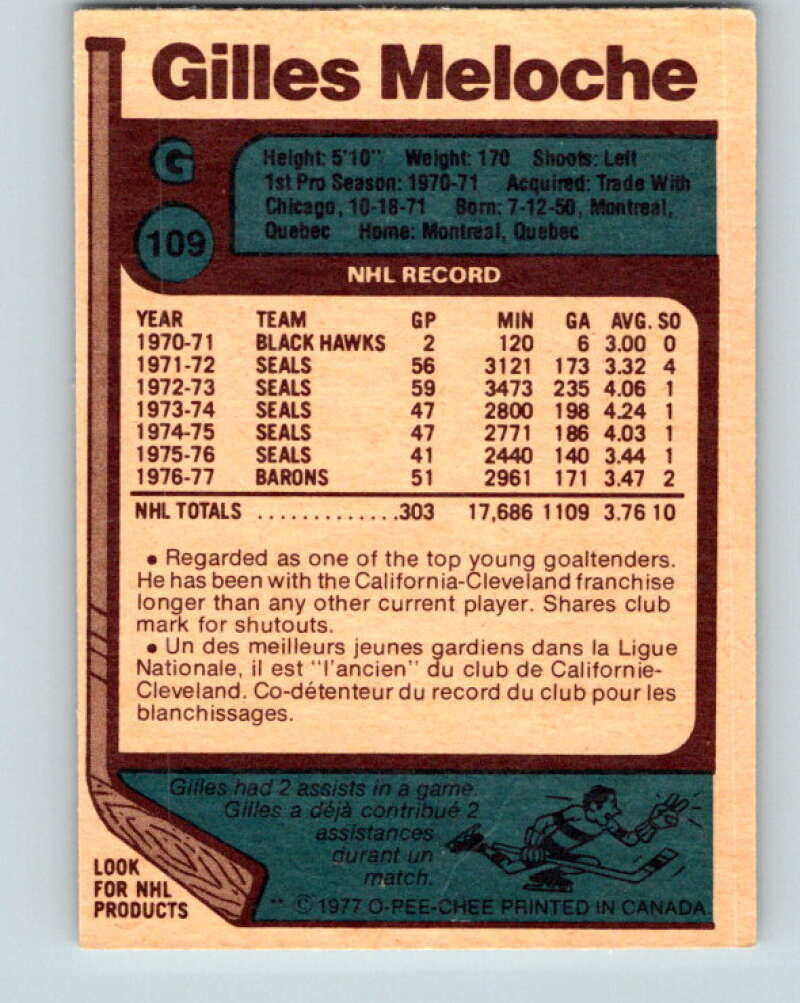 Gilles Meloche
G
Height: 5'10" Weight: 170 Shoots: Left
1st Pro Season: 1970-71 Acquired: Trade With
Chicago, 10-18-71 Born: 7-12-50, Montreal,
Quebec Home: Montreal, Quebec
109
NHL RECORD
YEAR TEAM GP MIN GA AVG. SO
1970-71 BLACK HAWKS 2 120 6 3.00 0
1971-72 SEALS 56 3121 173 3.32 4
1972-73 SEALS 59 3473 235 4.06 1
1973-74 SEALS 47 2800 198 4.24 1
1974-75 SEALS 47 2771 186 4.03 1
1975-76 SEALS 41 2440 140 3.44 1
1976-77 BARONS 51 2961 171 3.47 2
NHL TOTALS .............303 17,686 1109 3.76 10
• Regarded as one of the top young goaltenders.
He has been with the California-Cleveland franchise
longer than any other current player. Shares club
mark for shutouts.
• Un des meilleurs jeunes gardiens dans la Ligue
Nationale, il est "l'ancien" du club de Californie-
Cleveland. Co-détenteur du record du club pour les
blanchissages.
Gilles had 2 assists in a game.
Gilles a déjà contribué 2
assistances
durant un
match.
LOOK
FOR NHL
PRODUCTS
** © 1977 O-PEE-CHEE PRINTED IN CANADA